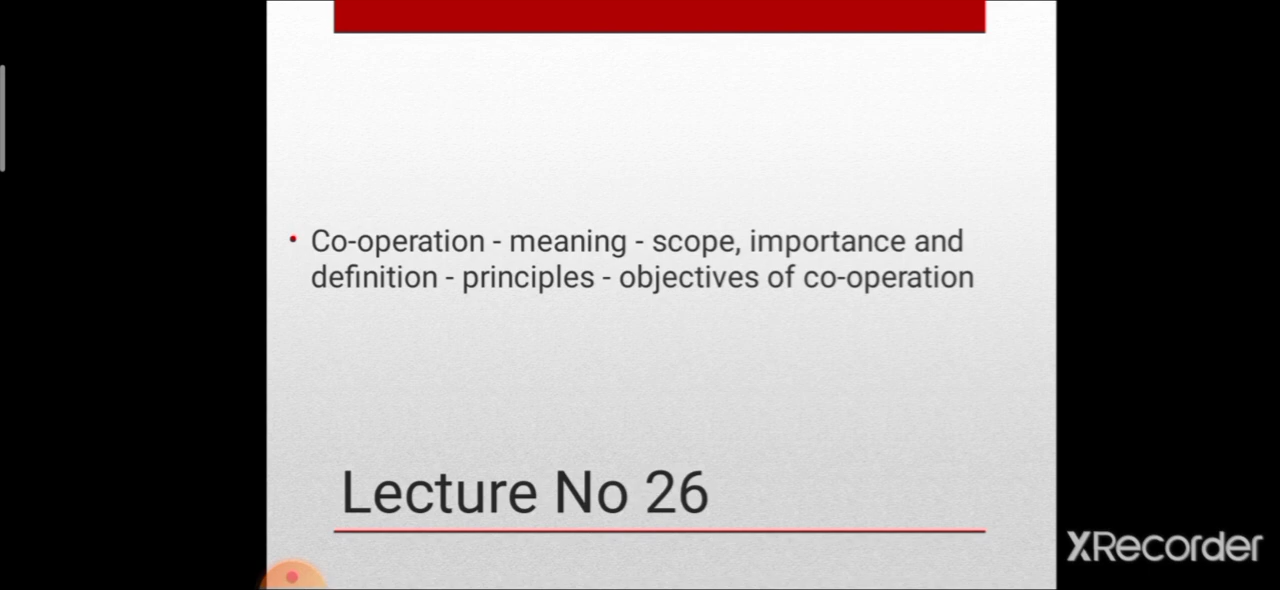 • Co-operation - meaning - scope, importance and
definition - principles - objectives of co-operation
Lecture No 26
XRecorder